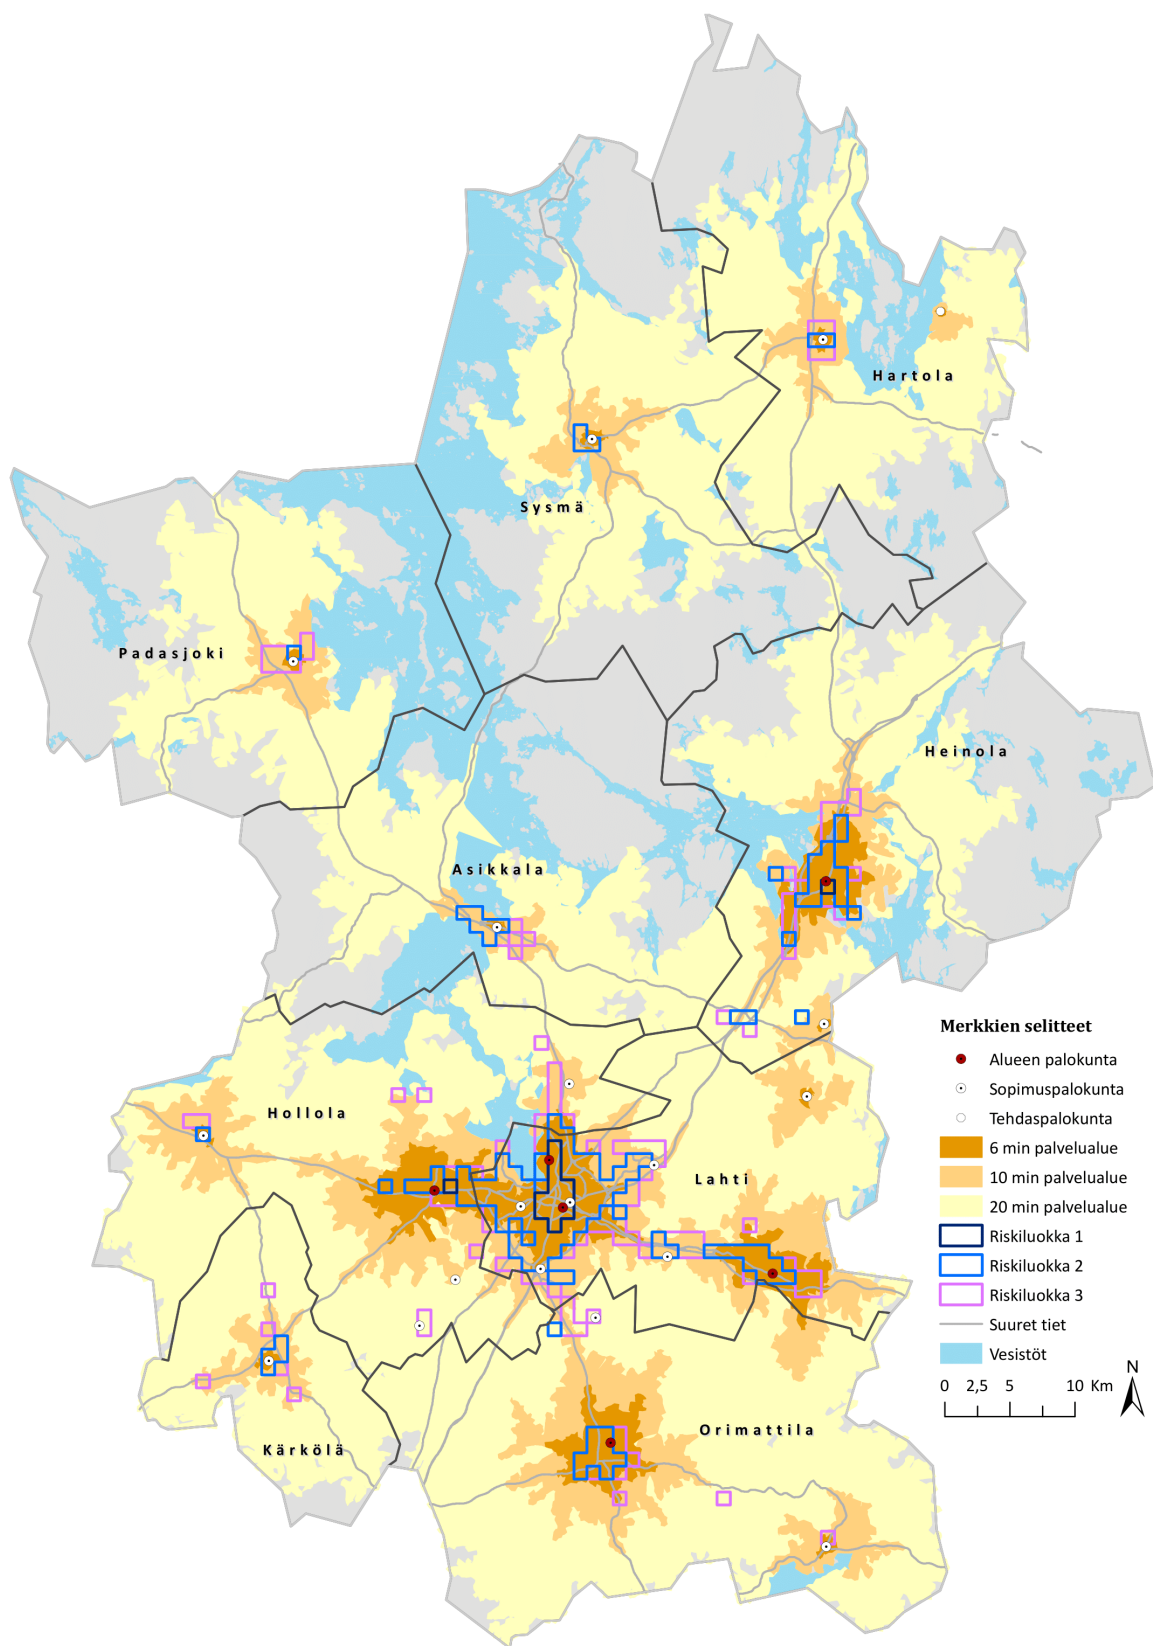 Hartola
Sysmä
Padasjoki
Heinola
Asikkala
Merkkien selitteet
Alueen palokunta
Sopimuspalokunta
Tehdaspalokunta
6 min palvelualue
10 min palvelualue
20 min palvelualue
Riskiluokka 1
Riskiluokka 2
Riskiluokka 3
Suuret tiet
Vesistöt
0 2,5 5 10 Km
N
Hollola
Lahti
Orimattila
Kärkölä